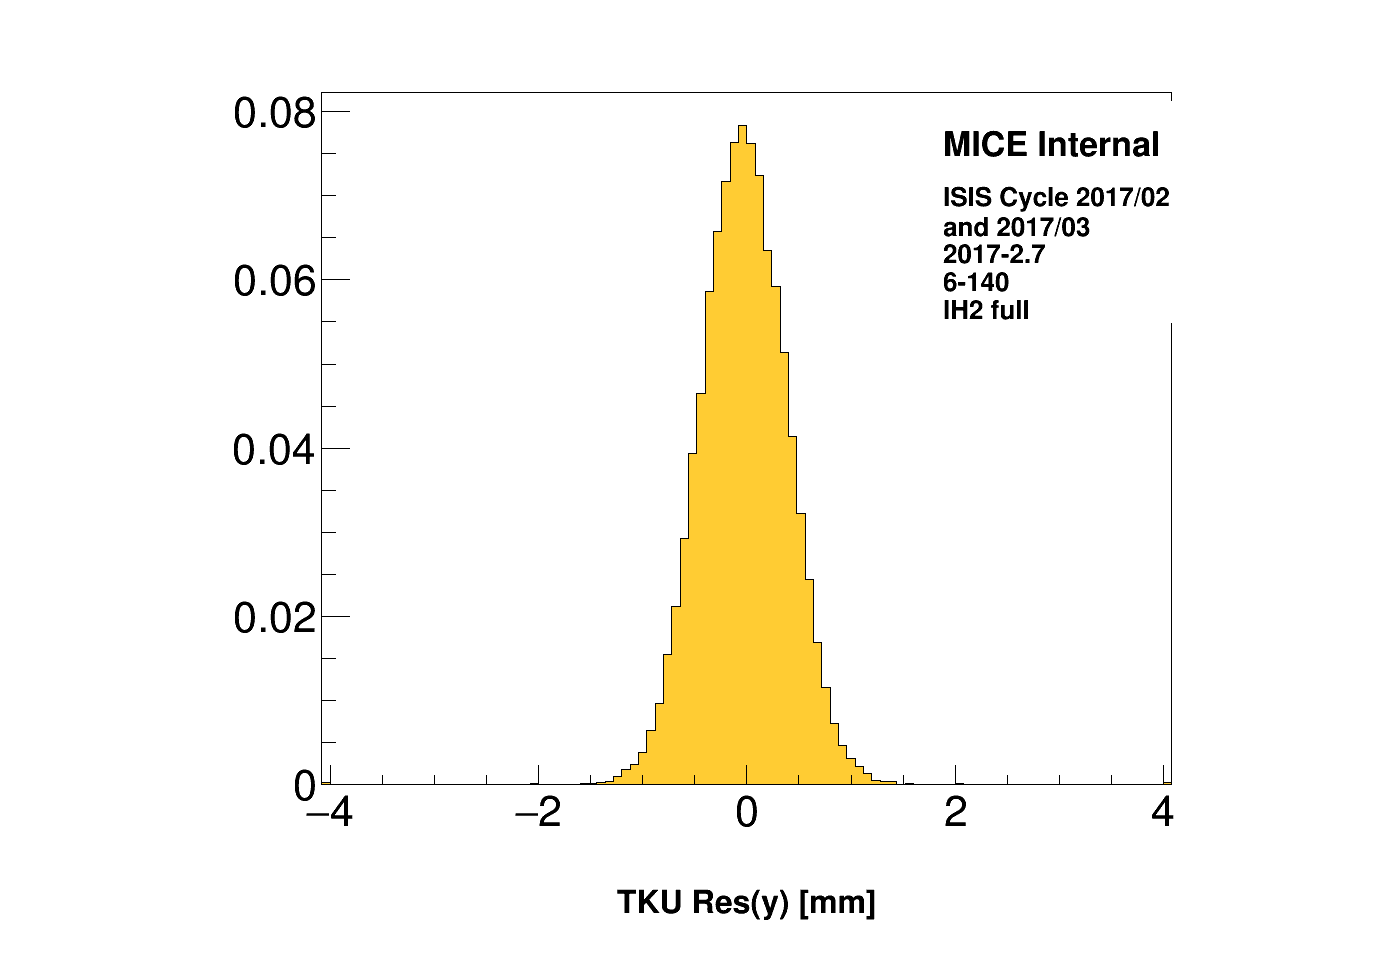 0.08
0.06
0.04
0.02
0
−4 −2 0 2 4
TKU Res(y) [mm]
MICE Internal
ISIS Cycle 2017/02
and 2017/03
2017-2.7
6-140
IH2 full